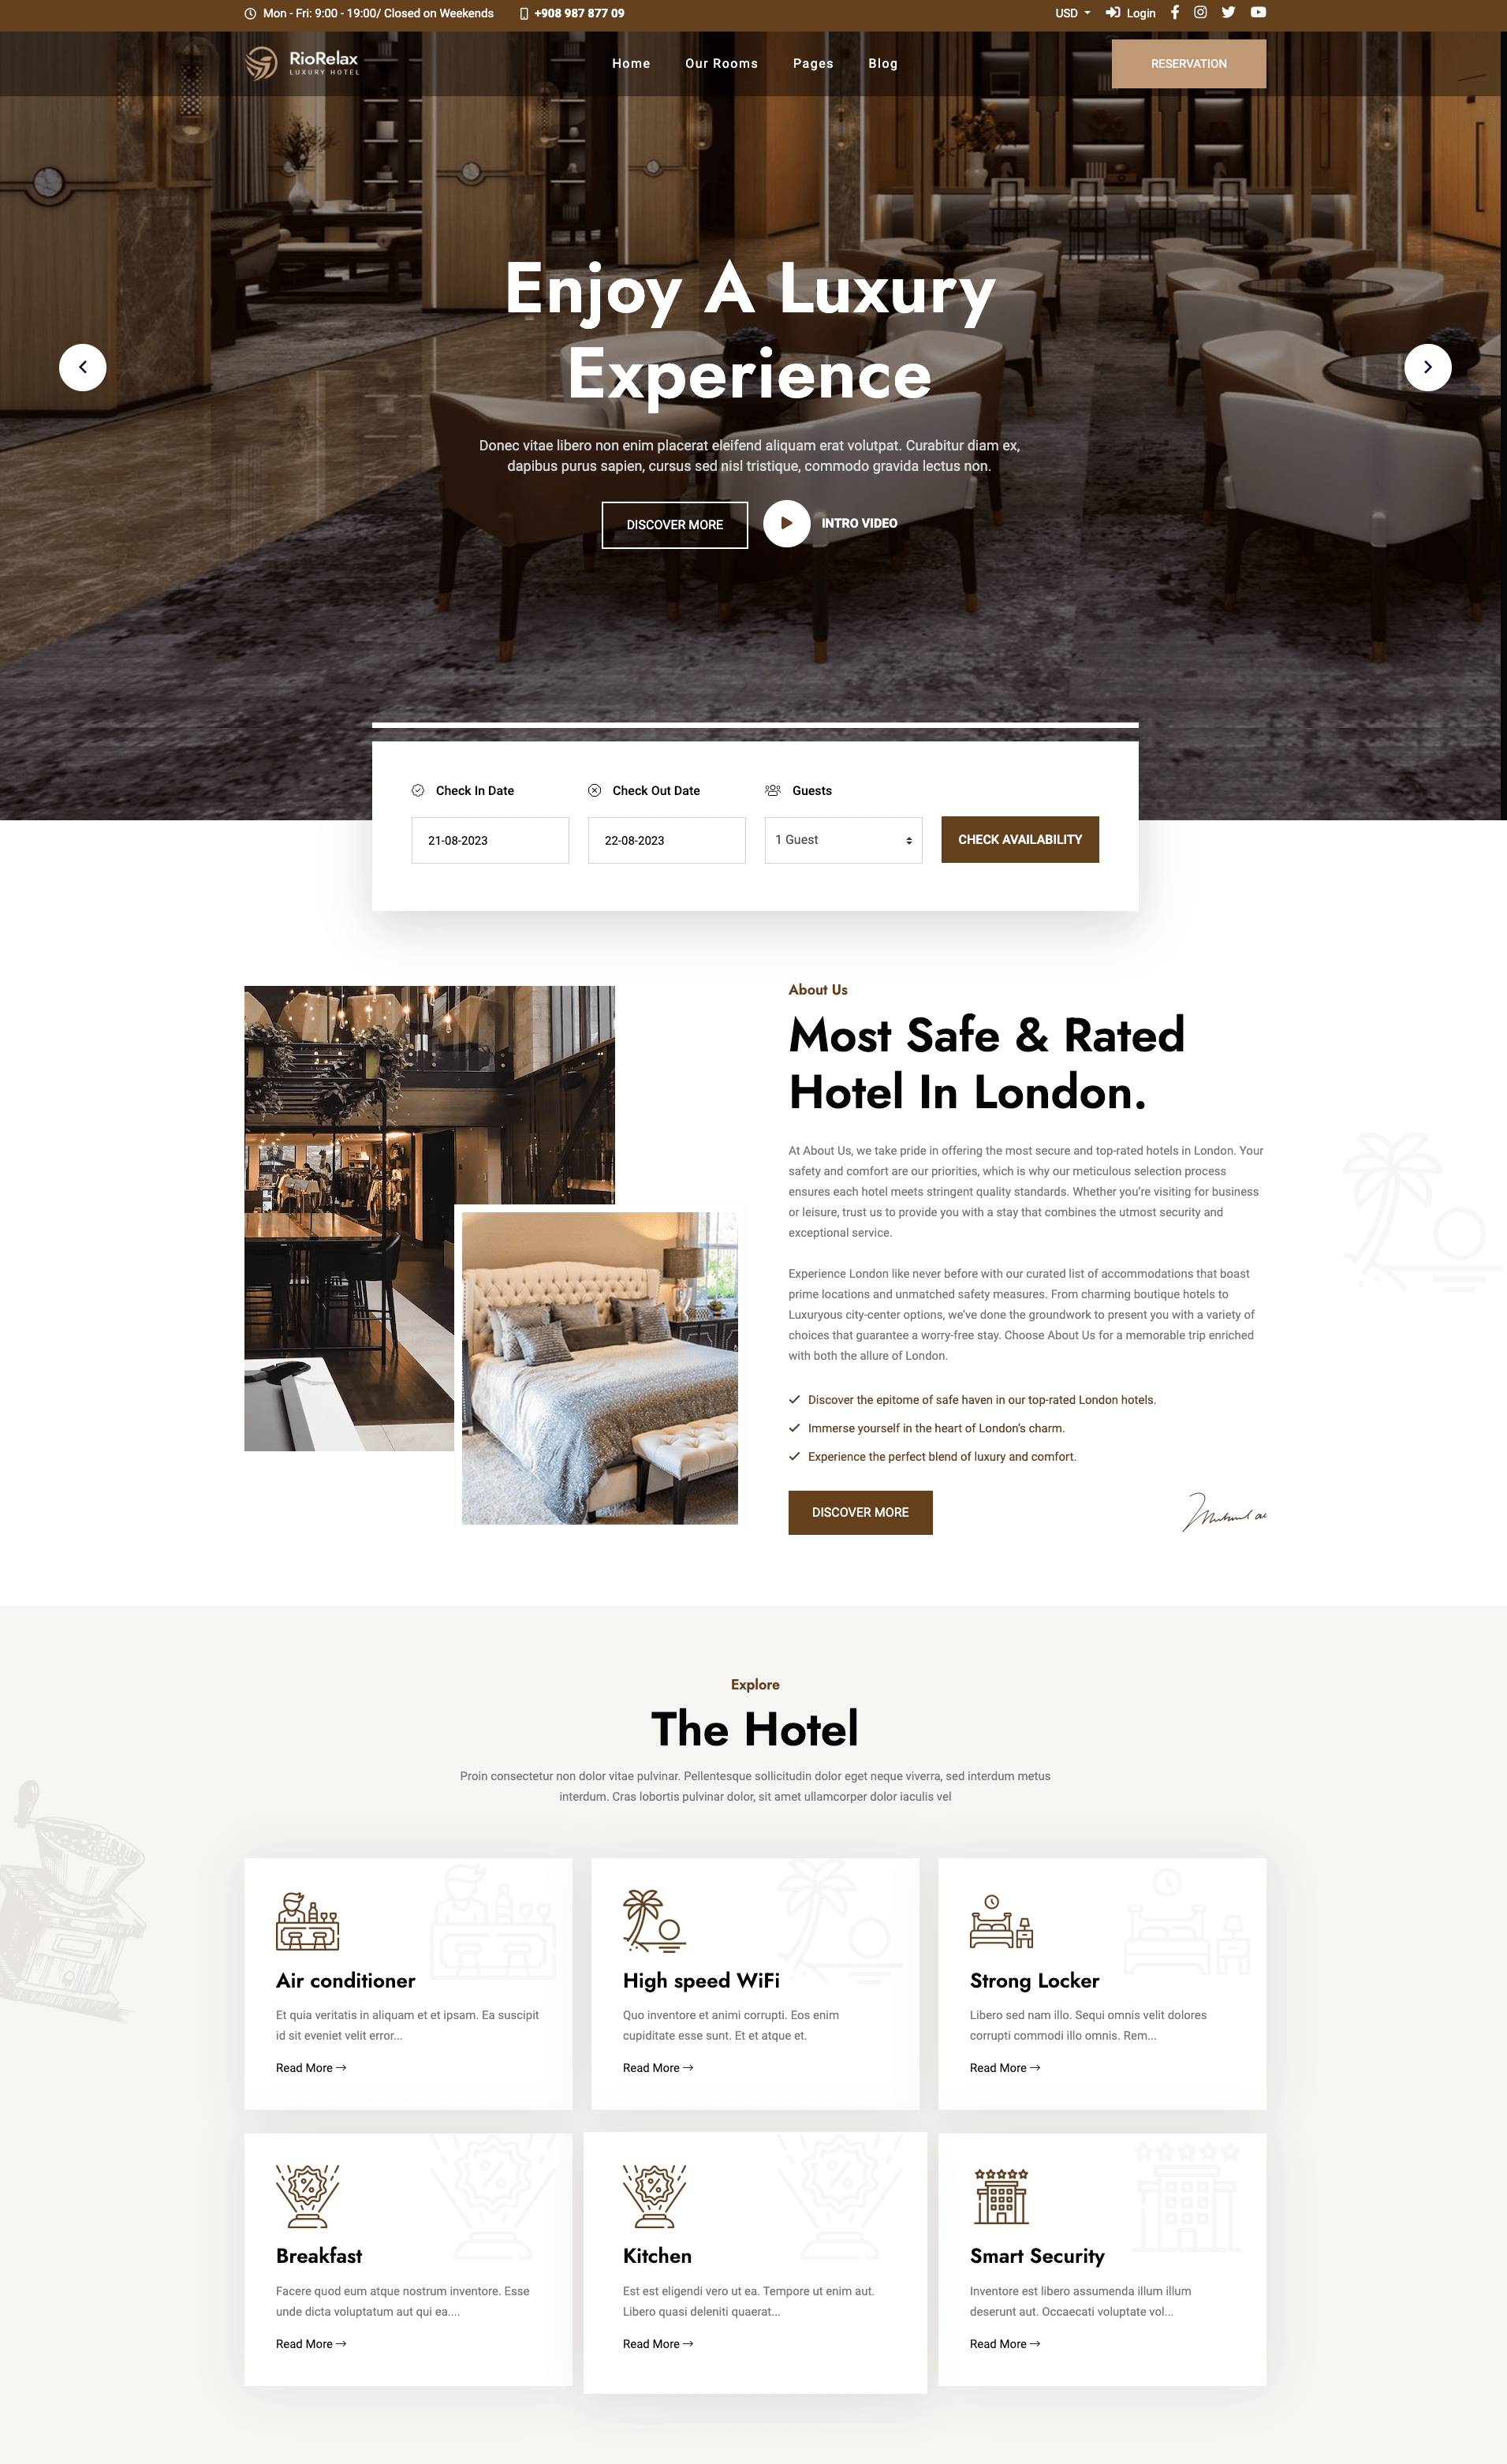 Mon - Fri: 9:00 - 19:00/ Closed on Weekends
+908 987 877 09
USD
Login
RioRelax
LUXURY HOTEL
Home
Our Rooms
Pages
Blog
RESERVATION
Enjoy A Luxury
Experience
Donec vitae libero non enim placerat eleifend aliquam erat volutpat. Curabitur diam ex,
dapibus purus sapien, cursus sed nisl tristique, commodo gravida lectus non.
DISCOVER MORE
INTRO VIDEO
Check In Date
Check Out Date
Guests
21-08-2023
22-08-2023
1 Guest
CHECK AVAILABILITY
About Us
Most Safe & Rated
Hotel In London.
At About Us, we take pride in offering the most secure and top-rated hotels in London. Your
safety and comfort are our priorities, which is why our meticulous selection process
ensures each hotel meets stringent quality standards. Whether you're visiting for business
or leisure, trust us to provide you with a stay that combines the utmost security and
exceptional service.
Experience London like never before with our curated list of accommodations that boast
prime locations and unmatched safety measures. From charming boutique hotels to
Luxuryous city-center options, we've done the groundwork to present you with a variety of
choices that guarantee a worry-free stay. Choose About Us for a memorable trip enriched
with both the allure of London.
Discover the epitome of safe haven in our top-rated London hotels.
Immerse yourself in the heart of London's charm.
Experience the perfect blend of luxury and comfort.
DISCOVER MORE
Explore
The Hotel
Proin consectetur non dolor vitae pulvinar. Pellentesque sollicitudin dolor eget neque viverra, sed interdum metus
interdum. Cras lobortis pulvinar dolor, sit amet ullamcorper dolor iaculis vel
Air conditioner
Et quia veritatis in aliquam et et ipsam. Ea suscipit
id sit eveniet velit error...
Read More
High speed WiFi
Quo inventore et animi corrupti. Eos enim
cupiditate esse sunt. Et et atque et.
Read More
Strong Locker
Libero sed nam illo. Sequi omnis velit dolores
corrupti commodi illo omnis. Rem...
Read More
Breakfast
Facere quod eum atque nostrum inventore. Esse
unde dicta voluptatum aut qui ea....
Read More
Kitchen
Est est eligendi vero ut ea. Tempore ut enim aut.
Libero quasi deleniti quaerat...
Read More
Smart Security
Inventore est libero assumenda illum illum
deserunt aut. Occaecati voluptate vol...
Read More